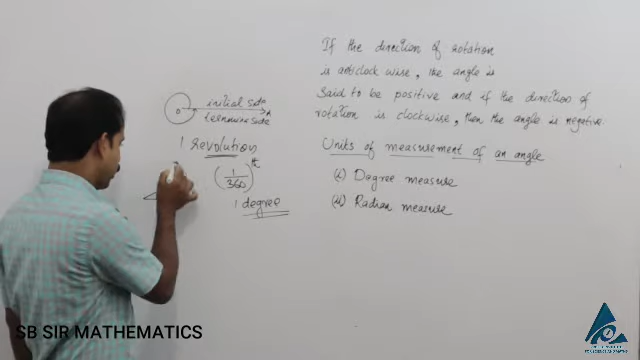 If the direction of rotation
is anticlockwise, the angle is
said to be positive and if the direction of
rotation is clockwise, then the angle is negative.
Units of measurement of an angle
(i) Degree measure
(ii) Radian measure
O initial side A
terminal side
1 revolution
(1/360)th
1 degree
SB SIR MATHEMATICS